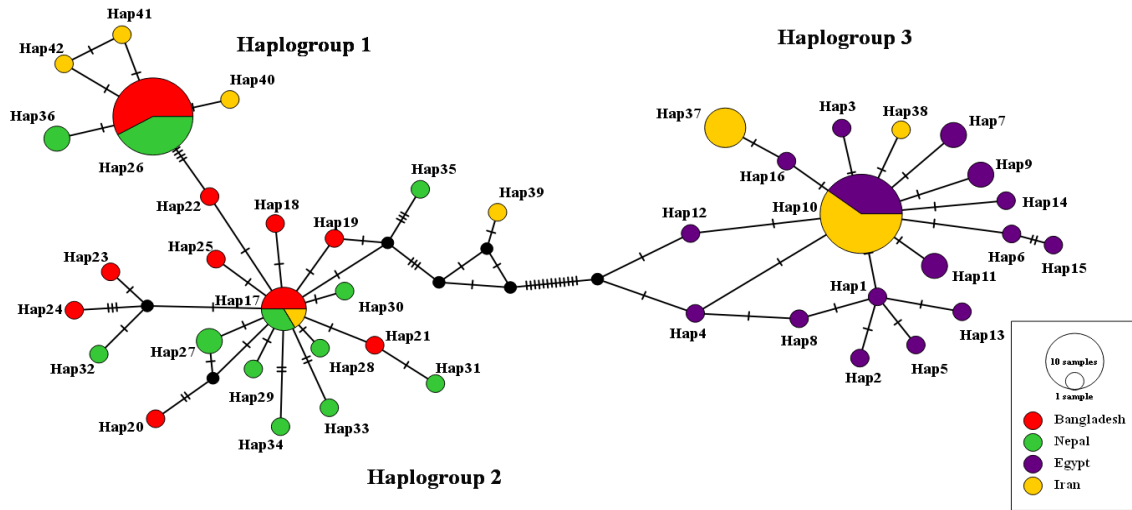 Hap41
Hap42
Haplogroup 1
Haplogroup 3
Hap40
Hap36
Hap26
Hap37
Hap3
Hap38
Hap7
Hap16
Hap9
Hap10
Hap14
Hap12
Hap6
Hap15
Hap11
Hap35
Hap39
Hap22
Hap18
Hap19
Hap25
Hap23
Hap24
Hap17
Hap30
Hap32
Hap27
Hap21
Hap28
Hap31
Hap29
Hap20
Hap33
Hap34
Hap1
Hap4
Hap8
Hap13
Hap2
Hap5
Haplogroup 2
10 samples
1 sample
Bangladesh
Nepal
Egypt
Iran